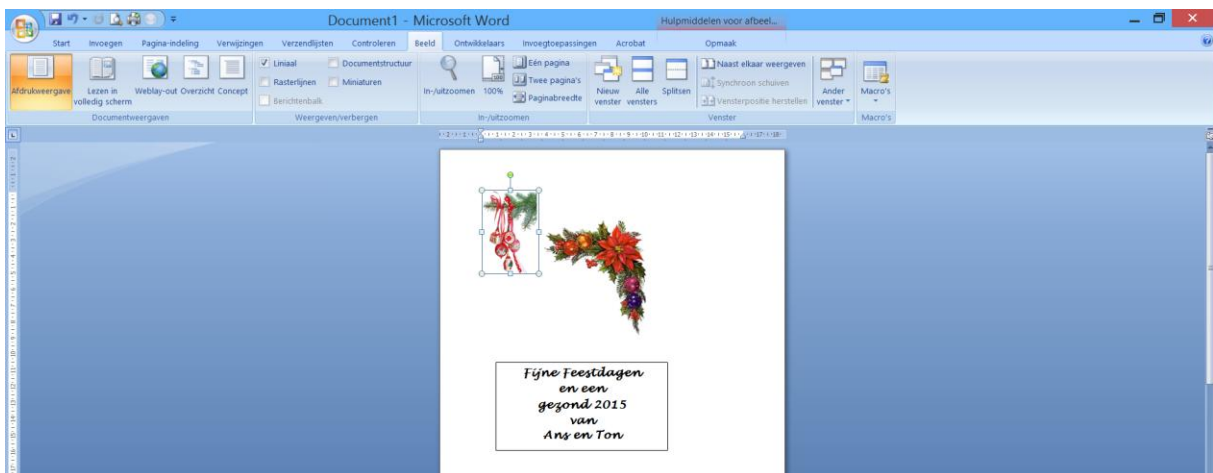 Document1 - Microsoft Word
Hulpmiddelen voor afbeel...
Start Invoegen Pagina-indeling Verwijzingen Verzendlijsten Controleren Beeld Ontwikkelaars Invoegtoepassingen Acrobat Opmaak
Afdrukweergave
Lezen in
volledig scherm
Weblay-out Overzicht Concept
Documentweergaven
Liniaal
Rasterlijnen
Berichtenbalk
Documentstructuur
Miniaturen
Weergeven/verbergen
In-/uitzoomen
100%
Eén pagina
Twee pagina's
Paginabreedte
In-/uitzoomen
Nieuw
venster
Alle
vensters
Splitsen
Naast elkaar weergeven
Synchroon schuiven
Vensterpositie herstellen
Ander
venster
Venster
Macro's
Macro's
Fijne Feestdagen
en een
gezond 2015
van
Ans en Ton